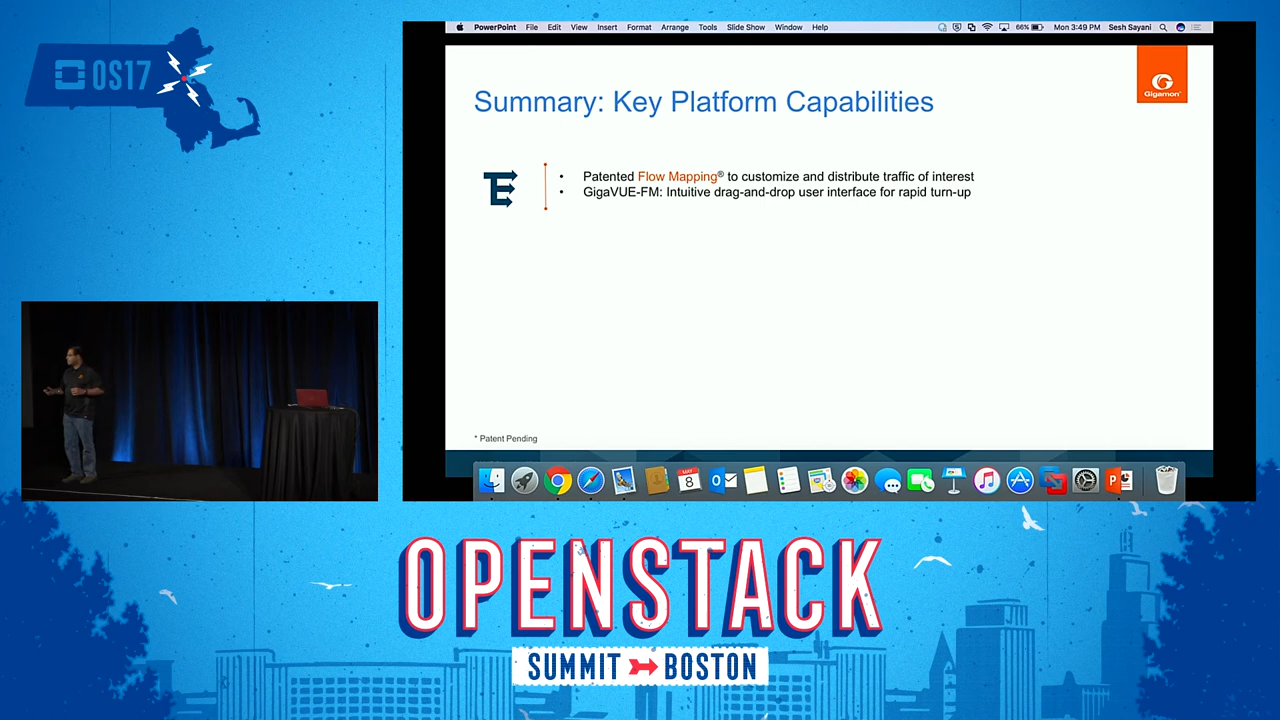 OS17
PowerPoint File Edit View Insert Format Arrange Tools Slide Show Window Help
66% Mon 3:49 PM Sesh Sayani
Summary: Key Platform Capabilities
Gigamon®
• Patented Flow Mapping® to customize and distribute traffic of interest
• GigaVUE-FM: Intuitive drag-and-drop user interface for rapid turn-up
* Patent Pending
MAY
8
OPENSTACK
SUMMIT BOSTON